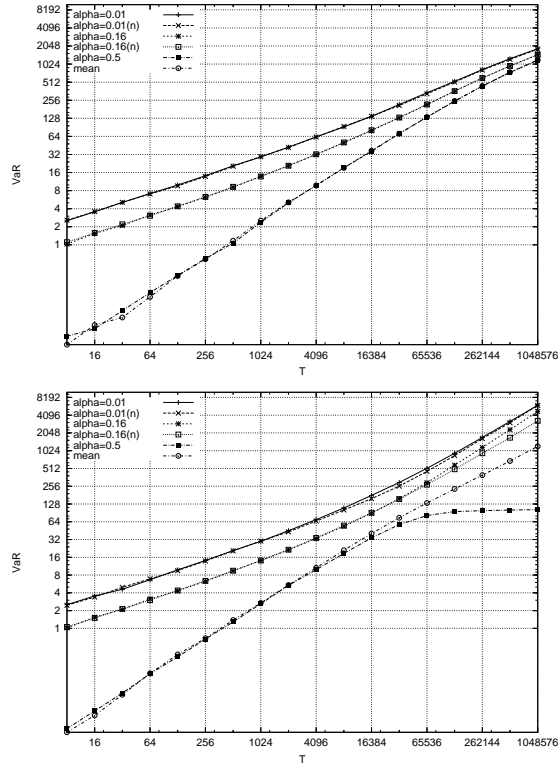 8192
4096
2048
1024
512
256
128
64
32
16
8
4
2
1
VaR
alpha=0.01
alpha=0.01(n)
alpha=0.16
alpha=0.16(n)
alpha=0.5
mean
16 64 256 1024 4096 16384 65536 262144 1048576
T
8192
4096
2048
1024
512
256
128
64
32
16
8
4
2
1
VaR
alpha=0.01
alpha=0.01(n)
alpha=0.16
alpha=0.16(n)
alpha=0.5
mean
16 64 256 1024 4096 16384 65536 262144 1048576
T